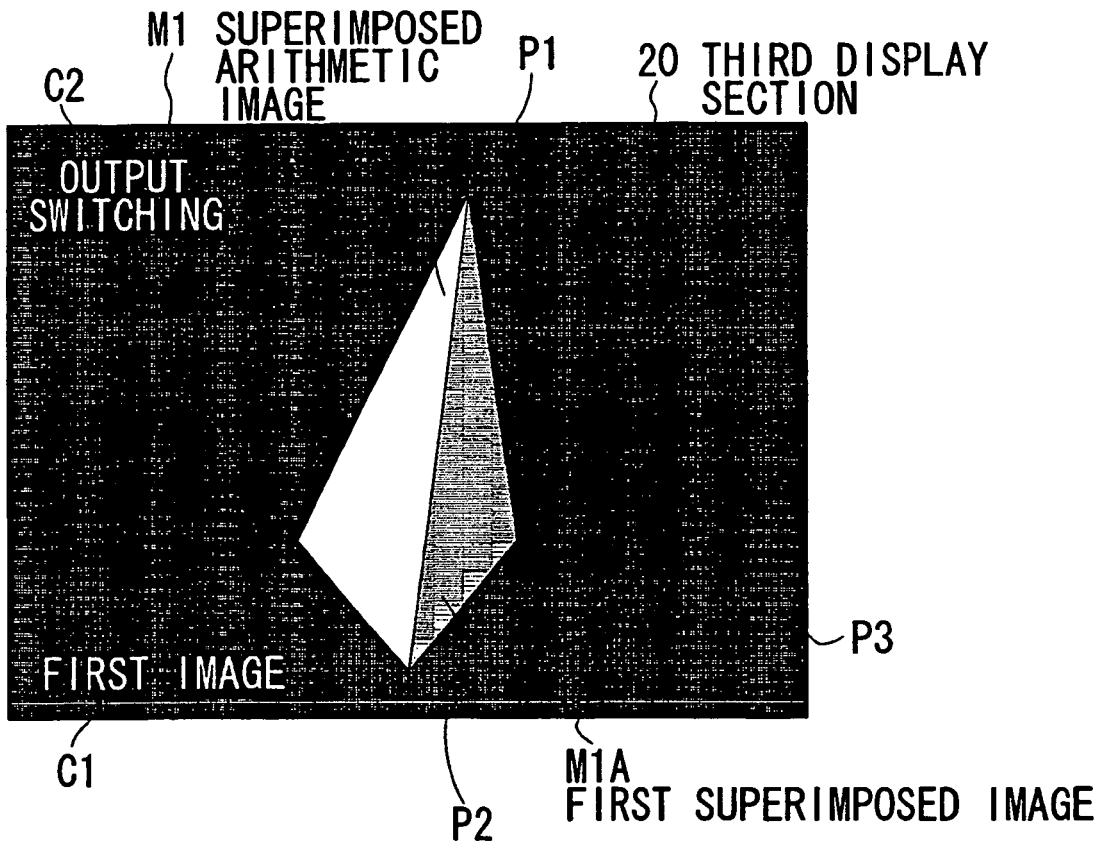 M1 SUPERIMPOSED
ARITHMETIC
IMAGE
C2
P1
20 THIRD DISPLAY
SECTION
OUTPUT
SWITCHING
P3
FIRST IMAGE
C1
P2
M1A
FIRST SUPERIMPOSED IMAGE